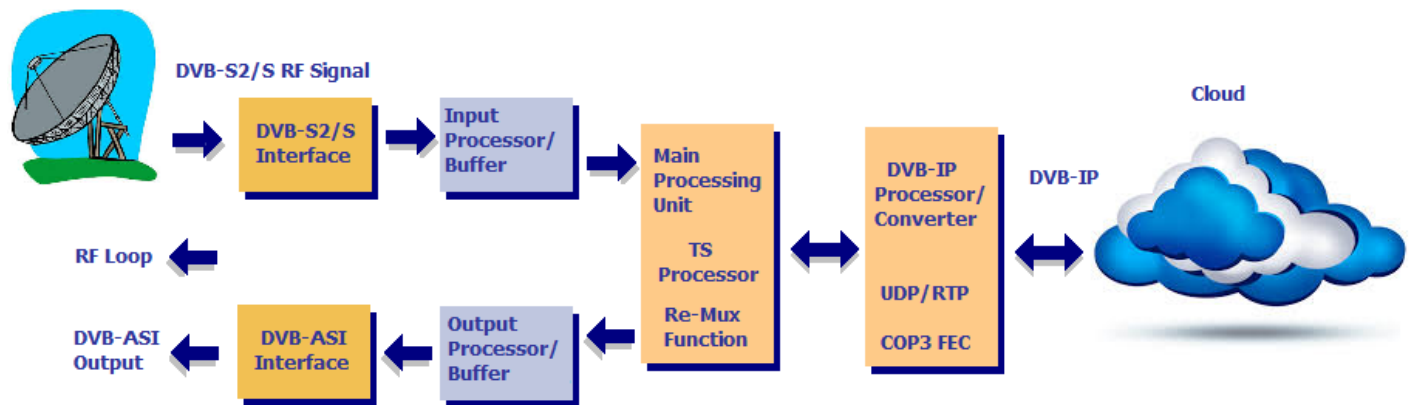 DVB-S2/S RF Signal
DVB-S2/S
Interface
Input
Processor/
Buffer
Main
Processing
Unit
TS
Processor
Re-Mux
Function
DVB-IP
Processor/
Converter
UDP/RTP
COP3 FEC
DVB-IP
Cloud
RF Loop
DVB-ASI
Output
DVB-ASI
Interface
Output
Processor/
Buffer